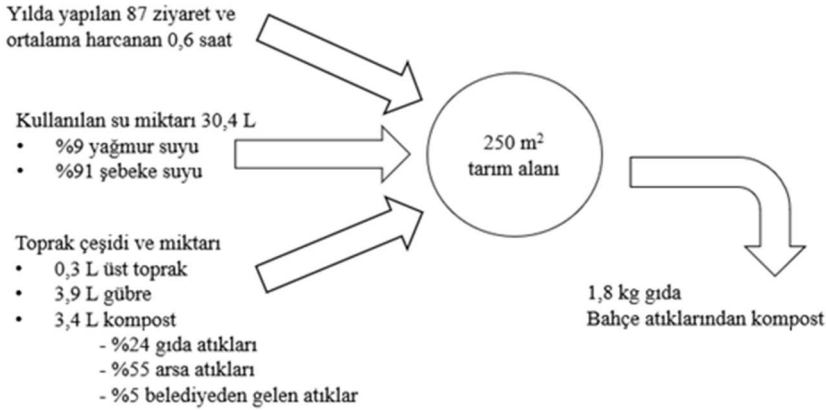 Yılda yapılan 87 ziyaret ve
ortalama harcanan 0,6 saat
Kullanılan su miktarı 30,4 L
• %9 yağmur suyu
• %91 şebeke suyu
Toprak çeşidi ve miktarı
• 0,3 L üst toprak
• 3,9 L gübre
• 3,4 L kompost
- %24 gıda atıkları
- %55 arsa atıkları
- %5 belediyeden gelen atıklar
250 m²
tarım alanı
1,8 kg gıda
Bahçe atıklarından kompost